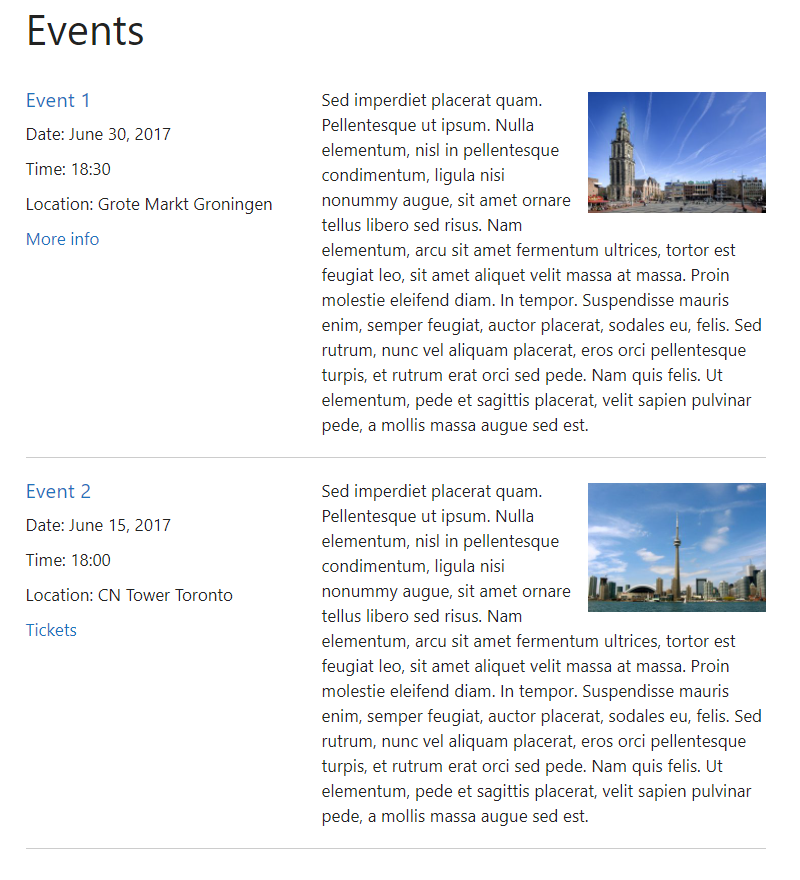 Events
Event 1
Date: June 30, 2017
Time: 18:30
Location: Grote Markt Groningen
More info
Sed imperdiet placerat quam.
Pellentesque ut ipsum. Nulla
elementum, nisl in pellentesque
condimentum, ligula nisi
nonummy augue, sit amet ornare
tellus libero sed risus. Nam
elementum, arcu sit amet fermentum ultrices, tortor est
feugiat leo, sit amet aliquet velit massa at massa. Proin
molestie eleifend diam. In tempor. Suspendisse mauris
enim, semper feugiat, auctor placerat, sodales eu, felis. Sed
rutrum, nunc vel aliquam placerat, eros orci pellentesque
turpis, et rutrum erat orci sed pede. Nam quis felis. Ut
elementum, pede et sagittis placerat, velit sapien pulvinar
pede, a mollis massa augue sed est.
Event 2
Date: June 15, 2017
Time: 18:00
Location: CN Tower Toronto
Tickets
Sed imperdiet placerat quam.
Pellentesque ut ipsum. Nulla
elementum, nisl in pellentesque
condimentum, ligula nisi
nonummy augue, sit amet ornare
tellus libero sed risus. Nam
elementum, arcu sit amet fermentum ultrices, tortor est
feugiat leo, sit amet aliquet velit massa at massa. Proin
molestie eleifend diam. In tempor. Suspendisse mauris
enim, semper feugiat, auctor placerat, sodales eu, felis. Sed
rutrum, nunc vel aliquam placerat, eros orci pellentesque
turpis, et rutrum erat orci sed pede. Nam quis felis. Ut
elementum, pede et sagittis placerat, velit sapien pulvinar
pede, a mollis massa augue sed est.